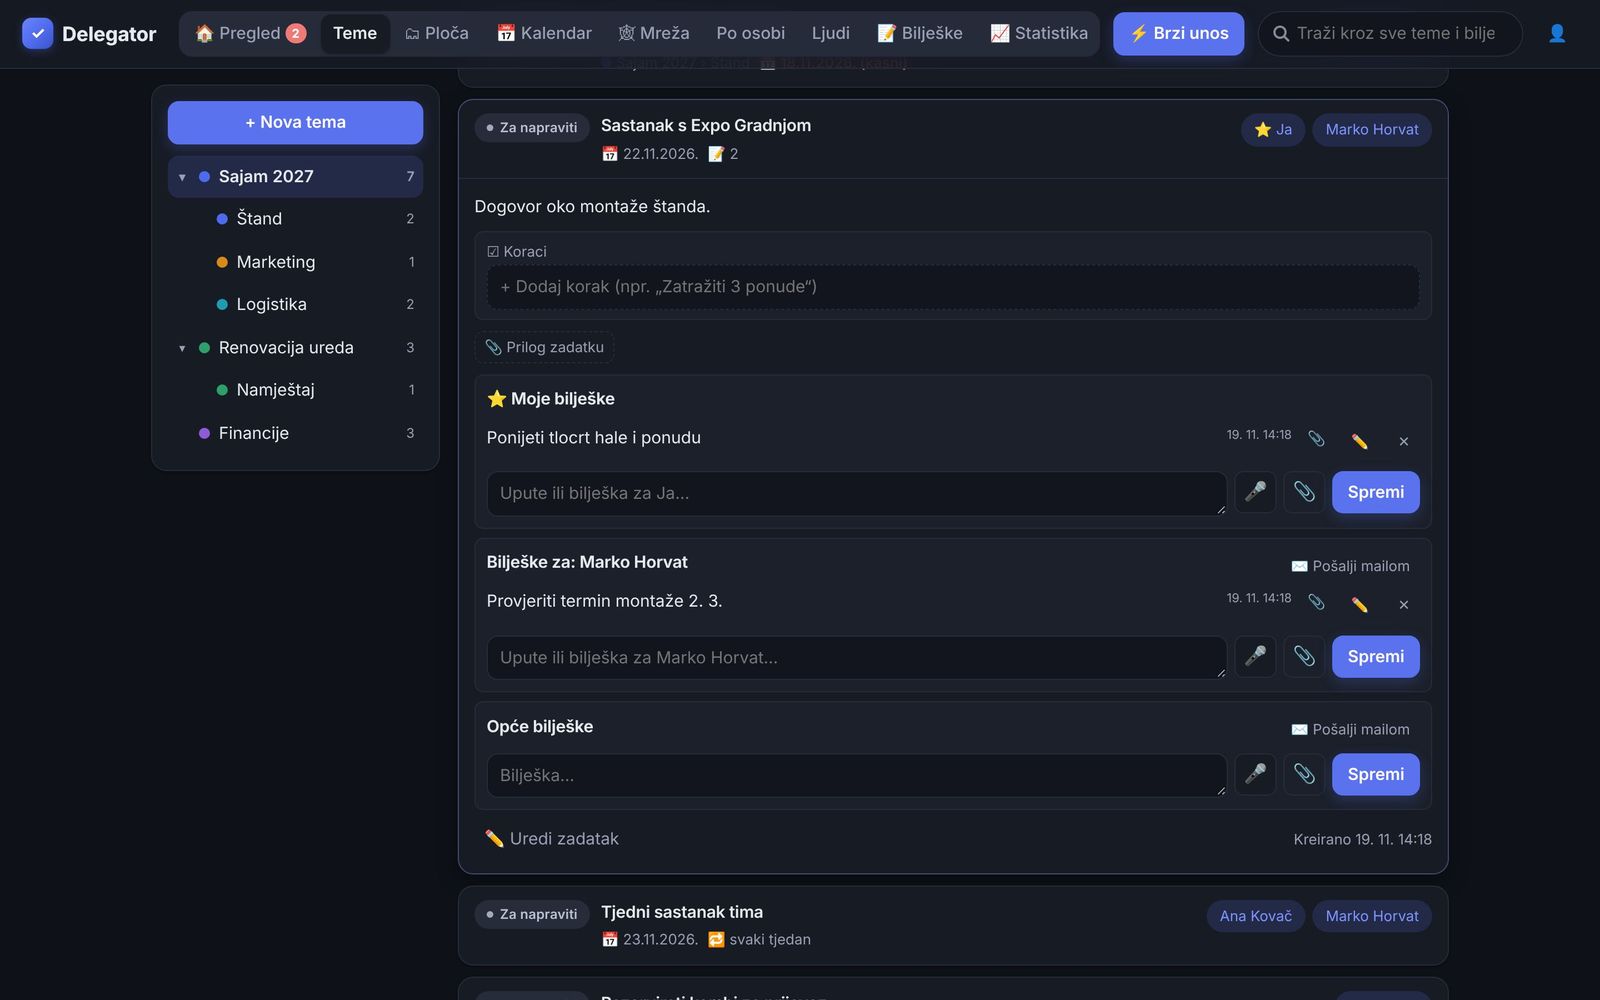 Delegator
Pregled 2
Teme
Ploča
Kalendar
Mreža
Po osobi
Ljudi
Bilješke
Statistika
Brzi unos
Traži kroz sve teme i bilje
+ Nova tema
Sajam 2027 7
Štand 2
Marketing 1
Logistika 2
Renovacija ureda 3
Namještaj 1
Financije 3
Za napraviti
Sastanak s Expo Gradnjom
Ja
Marko Horvat
22.11.2026. 2
Dogovor oko montaže štanda.
Koraci
+ Dodaj korak (npr. „Zatražiti 3 ponude“)
Prilog zadatku
Moje bilješke
Ponijeti tlocrt hale i ponudu
19. 11. 14:18
Upute ili bilješka za Ja...
Spremi
Bilješke za: Marko Horvat
Pošalji mailom
Provjeriti termin montaže 2. 3.
19. 11. 14:18
Upute ili bilješka za Marko Horvat...
Spremi
Opće bilješke
Pošalji mailom
Bilješka...
Spremi
Uredi zadatak
Kreirano 19. 11. 14:18
Za napraviti
Tjedni sastanak tima
Ana Kovač
Marko Horvat
23.11.2026. svaki tjedan